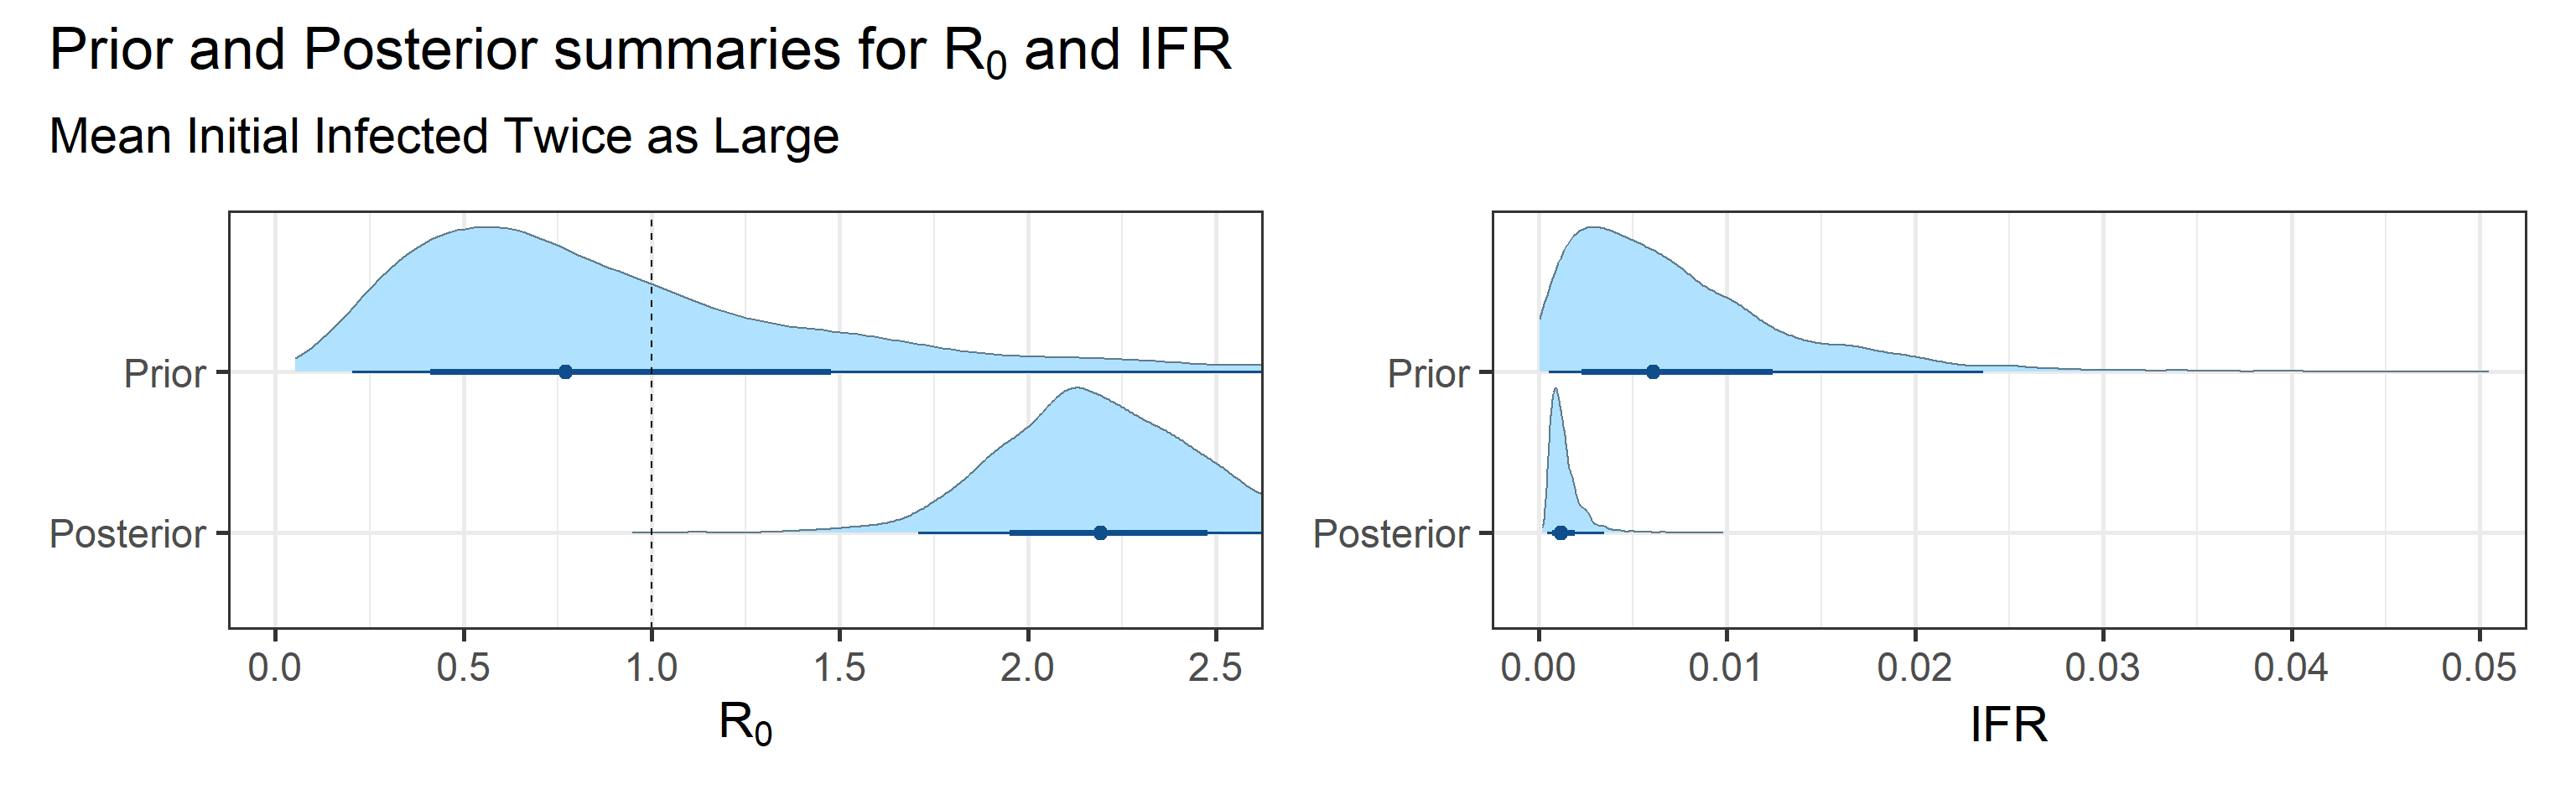 Prior and Posterior summaries for R₀ and IFR
Mean Initial Infected Twice as Large
Prior
Posterior
0.0 0.5 1.0 1.5 2.0 2.5
R₀
Prior
Posterior
0.00 0.01 0.02 0.03 0.04 0.05
IFR